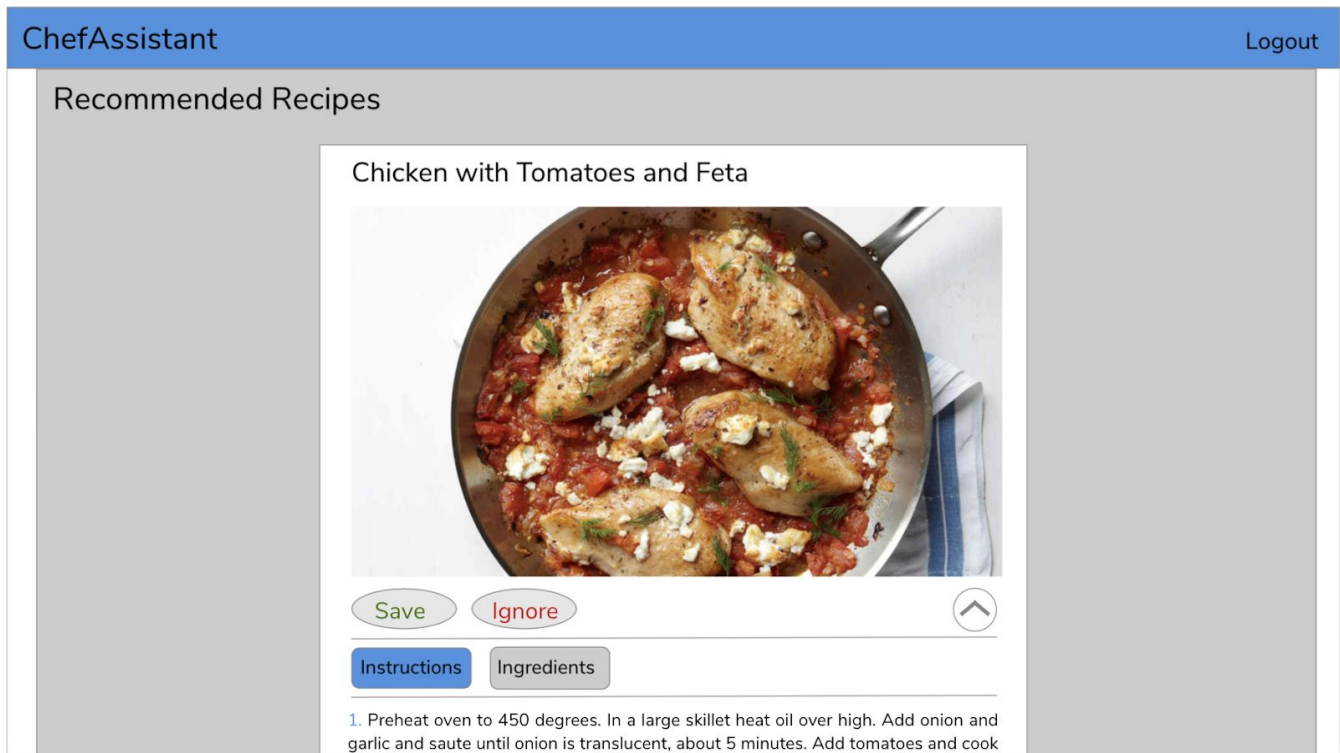 ChefAssistant
Logout
Recommended Recipes
Chicken with Tomatoes and Feta
Save
Ignore
Instructions
Ingredients
1. Preheat oven to 450 degrees. In a large skillet heat oil over high. Add onion and
garlic and saute until onion is translucent, about 5 minutes. Add tomatoes and cook